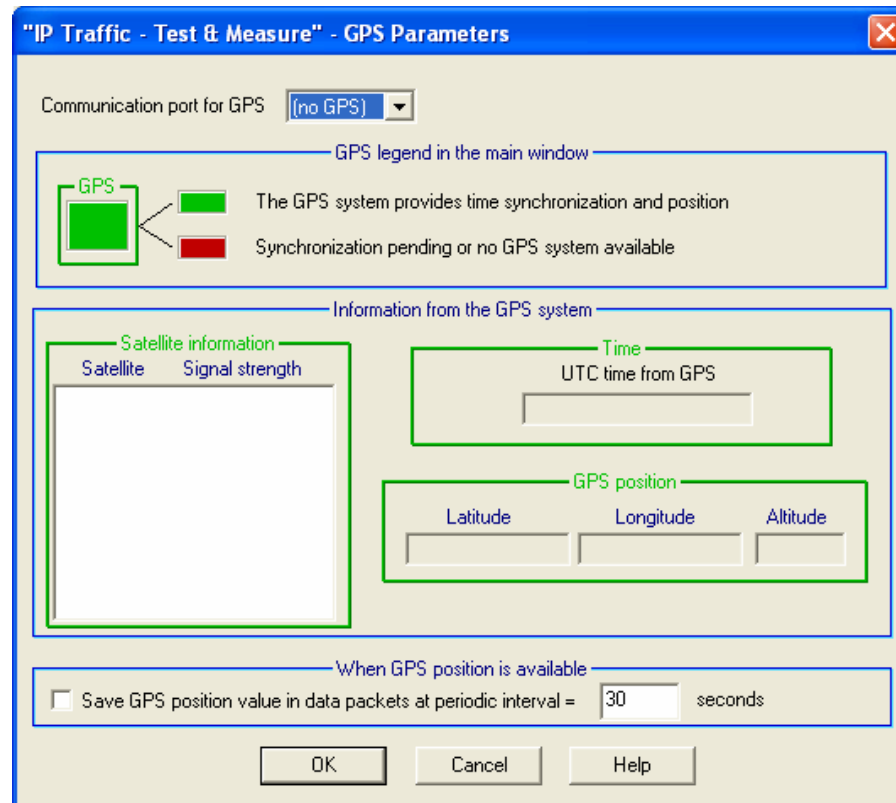 "IP Traffic - Test & Measure" - GPS Parameters
Communication port for GPS (no GPS)
GPS legend in the main window
GPS
The GPS system provides time synchronization and position
Synchronization pending or no GPS system available
Information from the GPS system
Satellite information
Satellite Signal strength
Time
UTC time from GPS
GPS position
Latitude Longitude Altitude
When GPS position is available
Save GPS position value in data packets at periodic interval = 30 seconds
OK Cancel Help